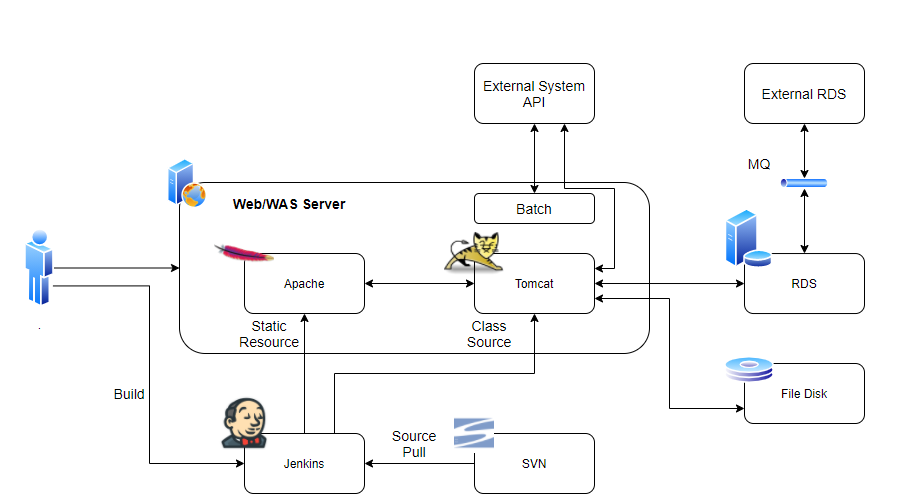 External System
API
External RDS
MQ
Web/WAS Server
Batch
Apache
Tomcat
RDS
Static
Resource
Class
Source
Build
File Disk
Source
Pull
Jenkins
SVN